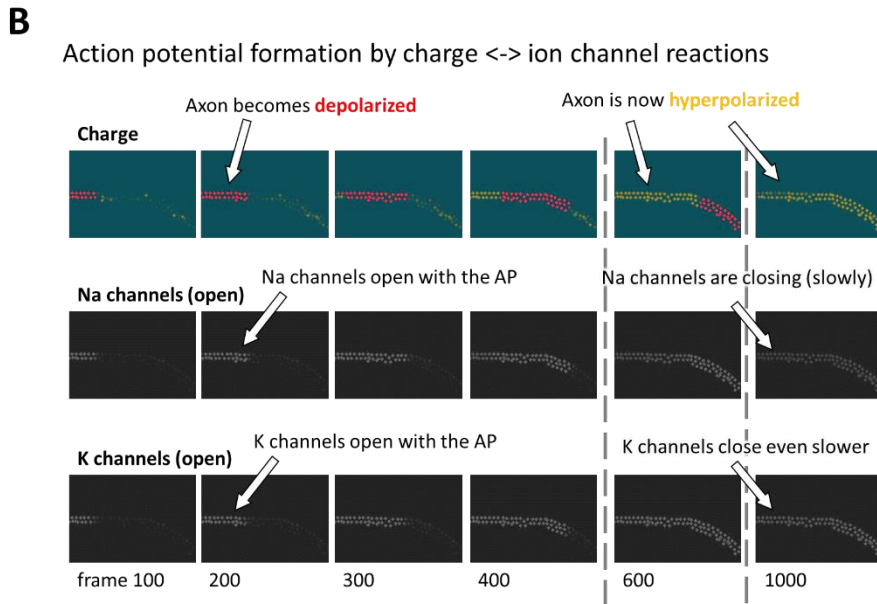 B
Action potential formation by charge <-> ion channel reactions
Axon becomes depolarized
Axon is now hyperpolarized
Charge
Na channels open with the AP
Na channels are closing (slowly)
Na channels (open)
K channels open with the AP
K channels close even slower
K channels (open)
frame 100 200 300 400 600 1000